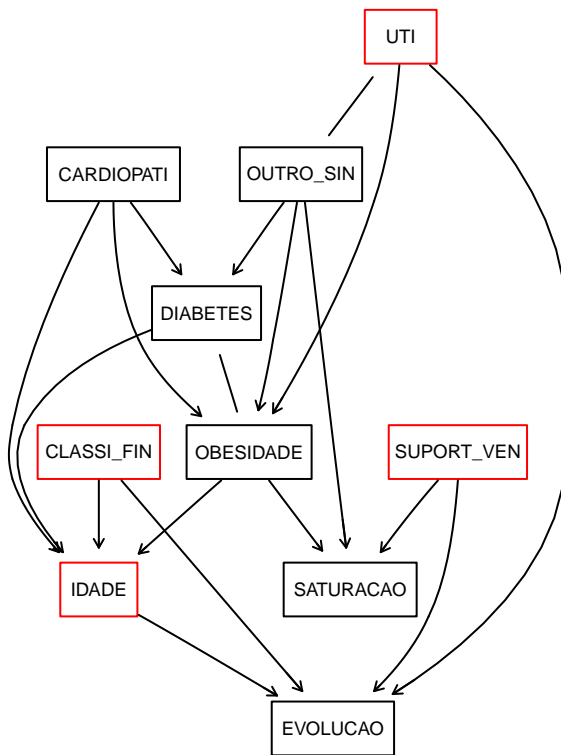 UTI
CARDIOPATI
OUTRO_SIN
DIABETES
CLASSI_FIN
OBESIDADE
SUPORT_VEN
IDADE
SATURACAO
EVOLUCAO